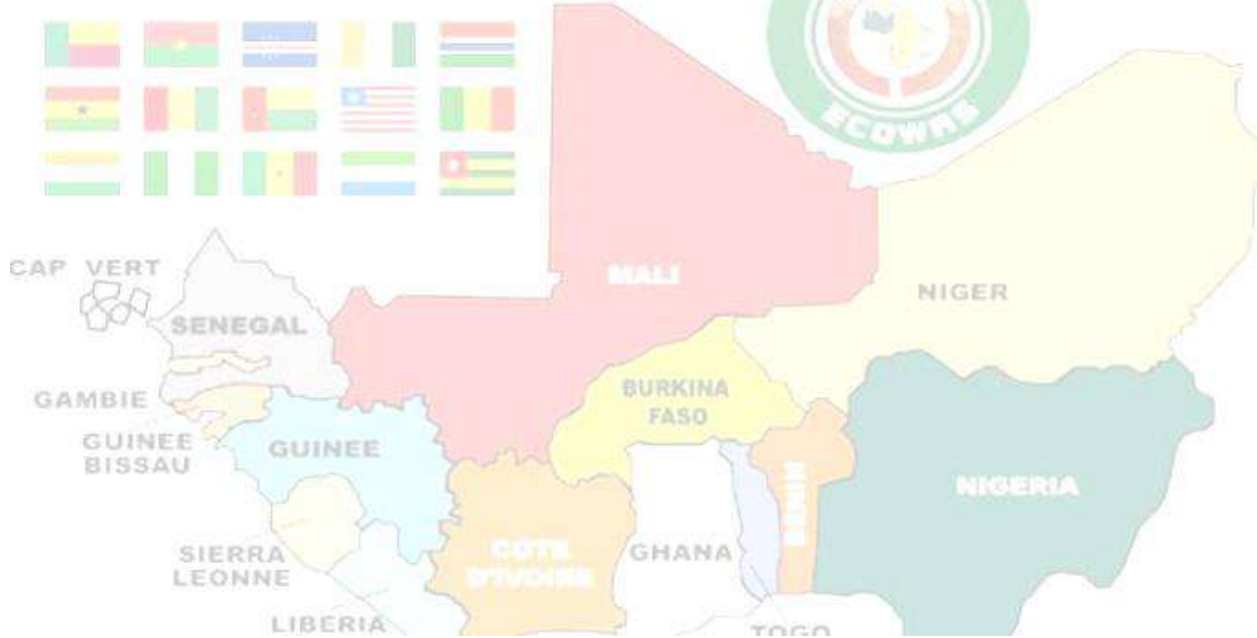 ECOWAS
MALI
CAP VERT
NIGER
SENEGAL
BURKINA
FASO
GAMBIE
GUINEE
BISSAU
GUINEE
NIGERIA
BENIN
SIERRA
LEONNE
COTE
D'IVOIRE
GHANA
LIBERIA
TOGO